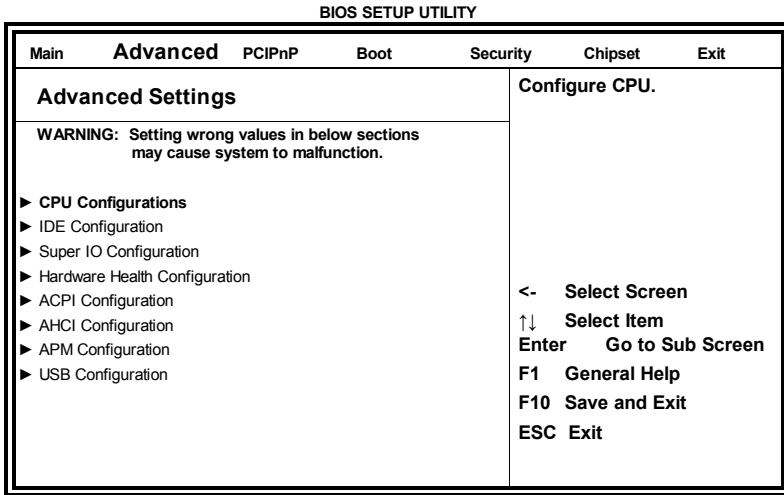 BIOS SETUP UTILITY
Main Advanced PCIPnP Boot Security Chipset Exit
Advanced Settings
WARNING: Setting wrong values in below sections
may cause system to malfunction.
► CPU Configurations
► IDE Configuration
► Super IO Configuration
► Hardware Health Configuration
► ACPI Configuration
► AHCI Configuration
► APM Configuration
► USB Configuration
Configure CPU.
<- Select Screen
↑↓ Select Item
Enter Go to Sub Screen
F1 General Help
F10 Save and Exit
ESC Exit